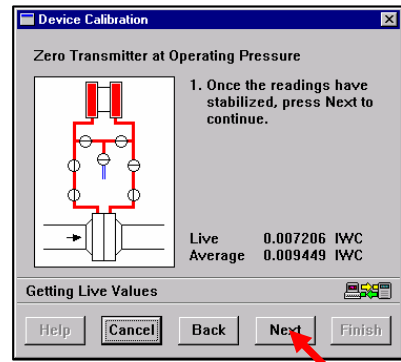 Device Calibration
Zero Transmitter at Operating Pressure
1. Once the readings have
stabilized, press Next to
continue.
Live 0.007206 IWC
Average 0.009449 IWC
Getting Live Values
Help Cancel Back Next Finish